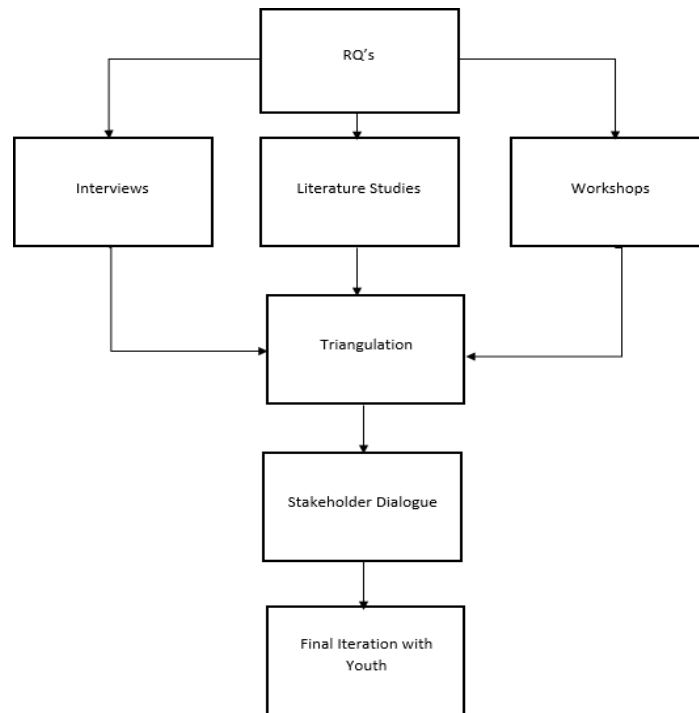 RQ's
Interviews
Literature Studies
Workshops
Triangulation
Stakeholder Dialogue
Final Iteration with
Youth